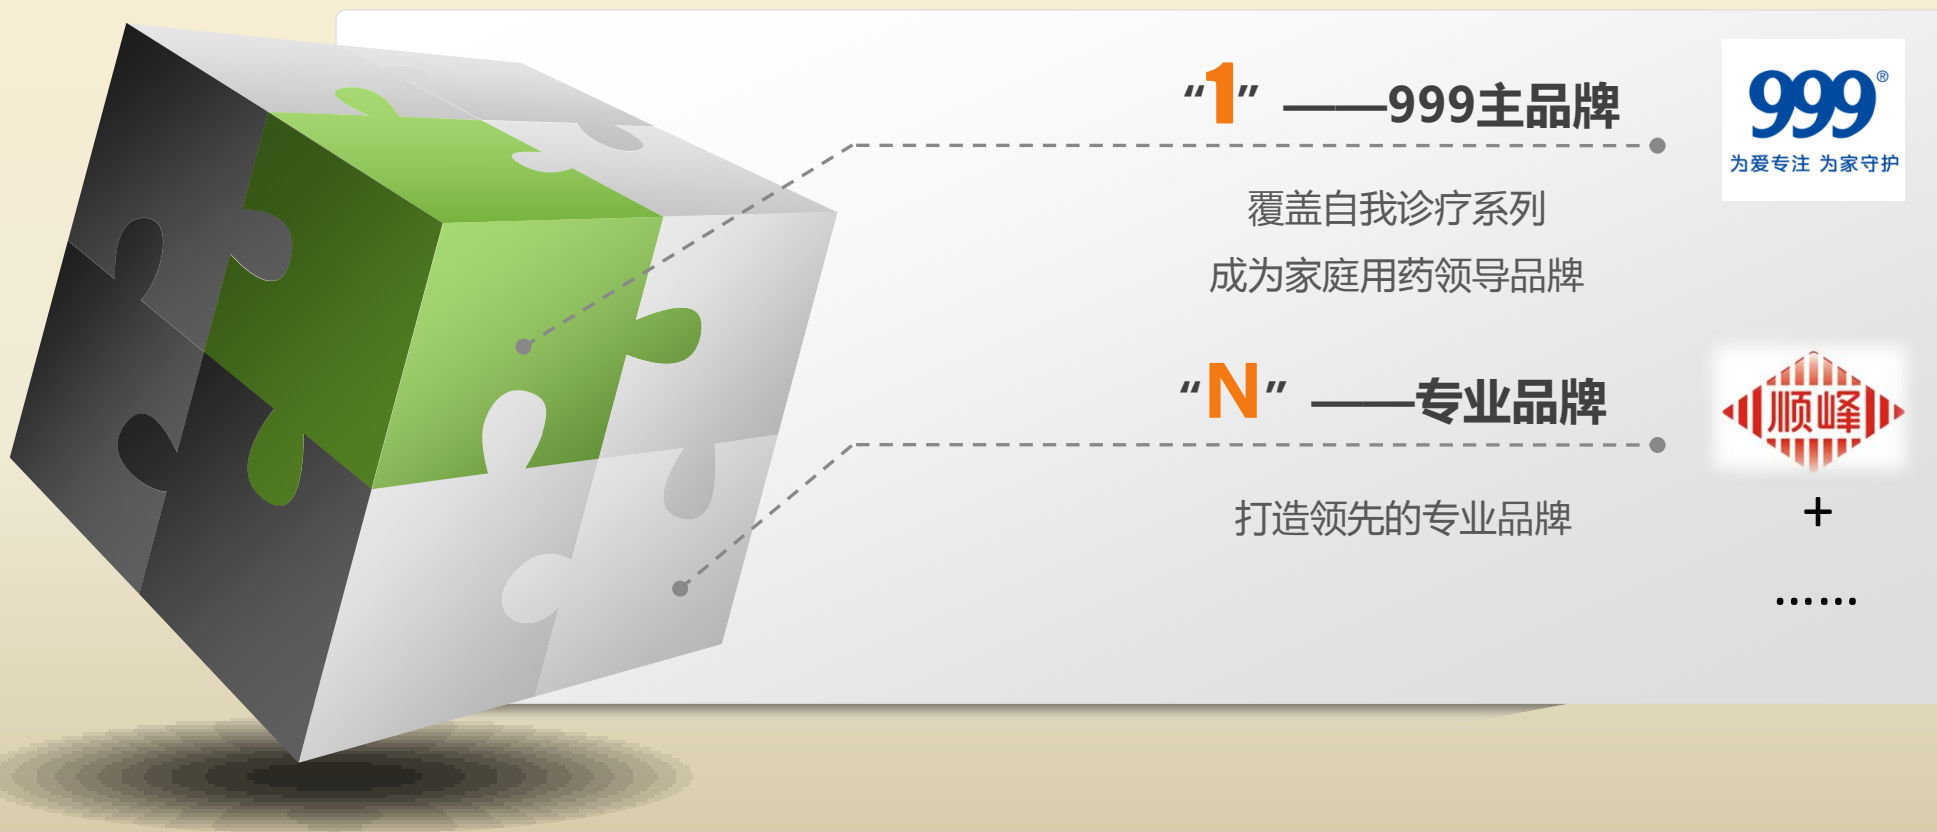 “1” ——999主品牌
999®
为爱专注 为家守护
覆盖自我诊疗系列
成为家庭用药领导品牌
“N” ——专业品牌
顺峰
打造领先的专业品牌
+
……